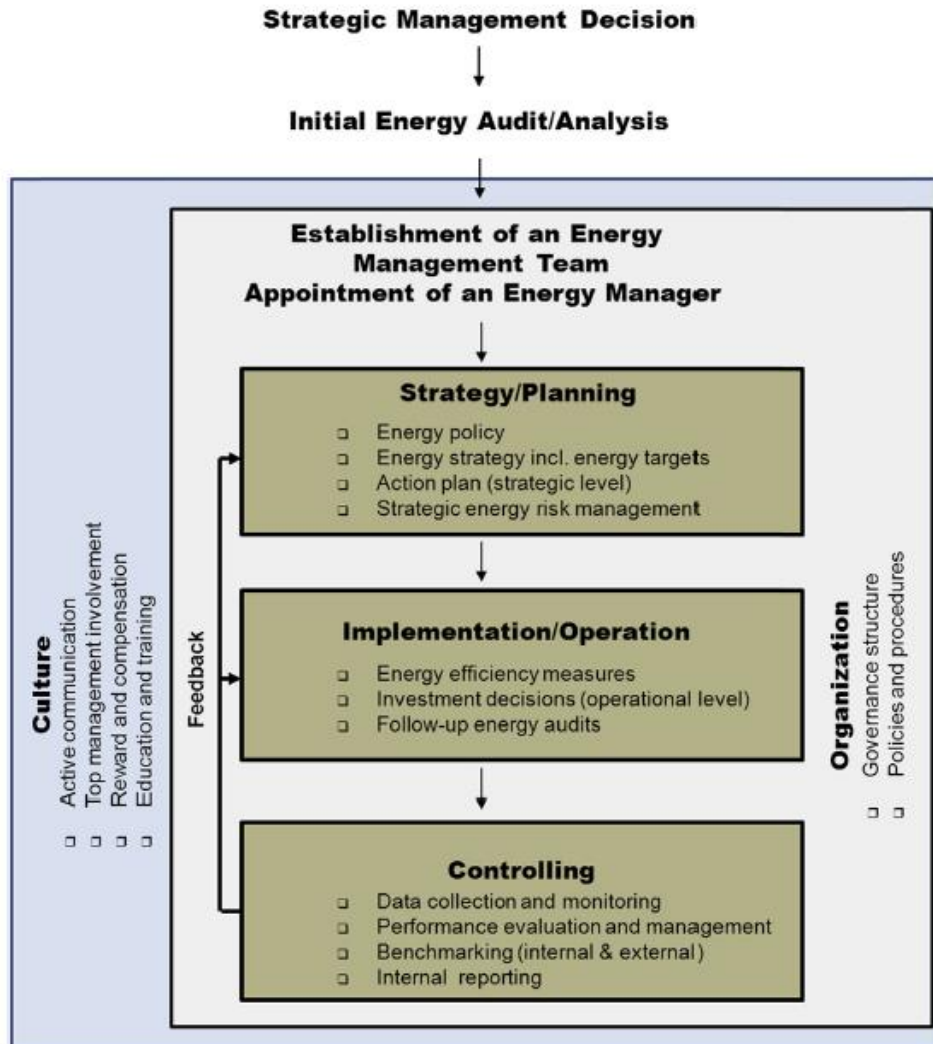 Strategic Management Decision
Initial Energy Audit/Analysis
Establishment of an Energy
Management Team
Appointment of an Energy Manager
Strategy/Planning
Energy policy
Energy strategy incl. energy targets
Action plan (strategic level)
Strategic energy risk management
Implementation/Operation
Energy efficiency measures
Investment decisions (operational level)
Follow-up energy audits
Controlling
Data collection and monitoring
Performance evaluation and management
Benchmarking (internal & external)
Internal reporting
Feedback
Culture
Active communication
Top management involvement
Reward and compensation
Education and training
Organization
Governance structure
Policies and procedures